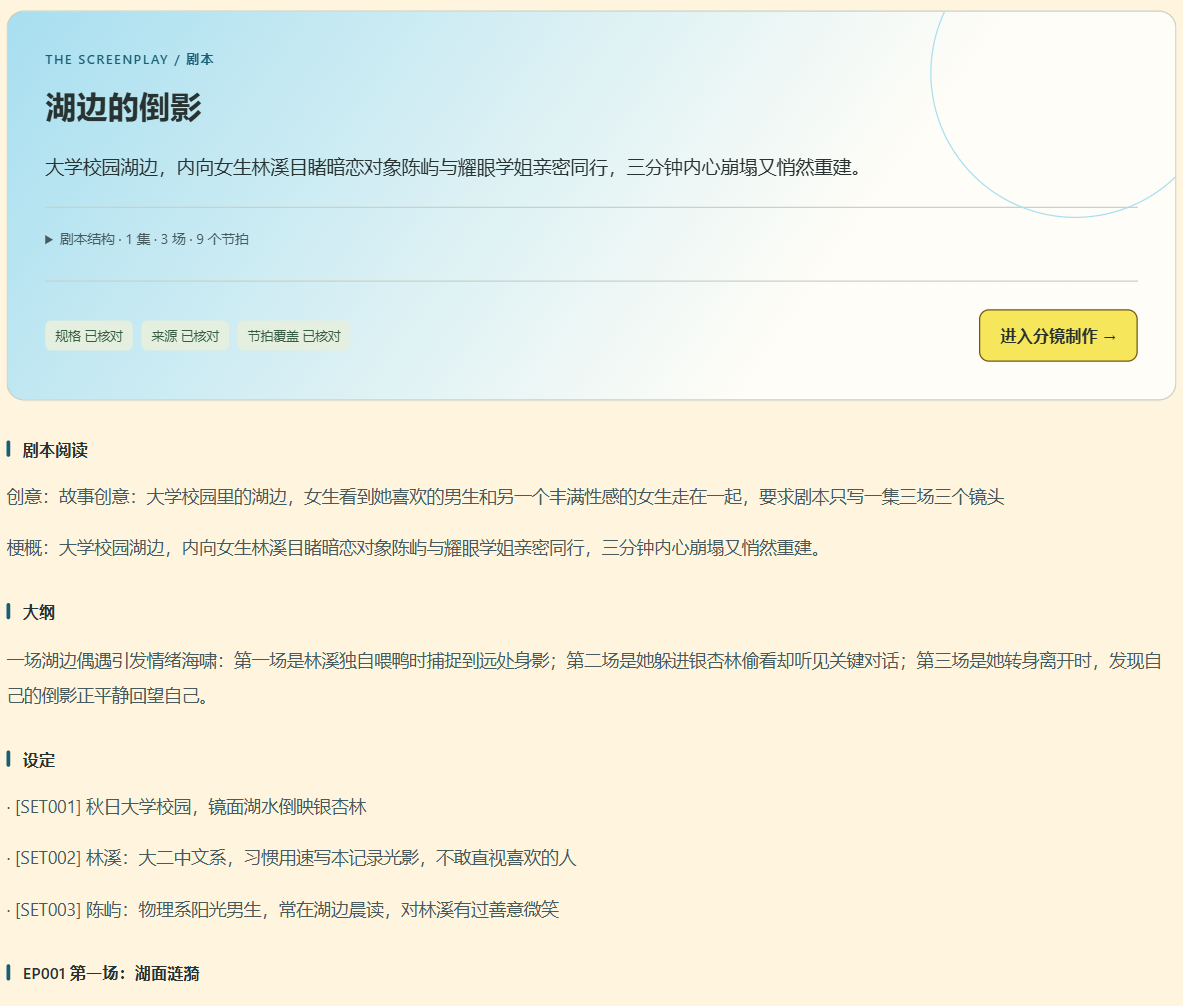 THE SCREENPLAY / 剧本
湖边的倒影
大学校园湖边，内向女生林溪目睹暗恋对象陈屿与耀眼学姐亲密同行，三分钟内心崩塌又悄然重建。
▶ 剧本结构 · 1 集 · 3 场 · 9 个节拍
规格 已核对 来源 已核对 节拍覆盖 已核对
进入分镜制作 →
剧本阅读
创意：故事创意：大学校园里的湖边，女生看到她喜欢的男生和另一个丰满性感的女生走在一起，要求剧本只写一集三场三个镜头
梗概：大学校园湖边，内向女生林溪目睹暗恋对象陈屿与耀眼学姐亲密同行，三分钟内心崩塌又悄然重建。
大纲
一场湖边偶遇引发情绪海啸：第一场是林溪独自喂鸭时捕捉到远处身影；第二场是她躲进银杏林偷看却听见关键对话；第三场是她转身离开时，发现自
己的倒影正平静回望自己。
设定
· [SET001] 秋日大学校园，镜面湖水倒映银杏林
· [SET002] 林溪：大二中文系，习惯用速写本记录光影，不敢直视喜欢的人
· [SET003] 陈屿：物理系阳光男生，常在湖边晨读，对林溪有过善意微笑
EP001 第一场：湖面涟漪